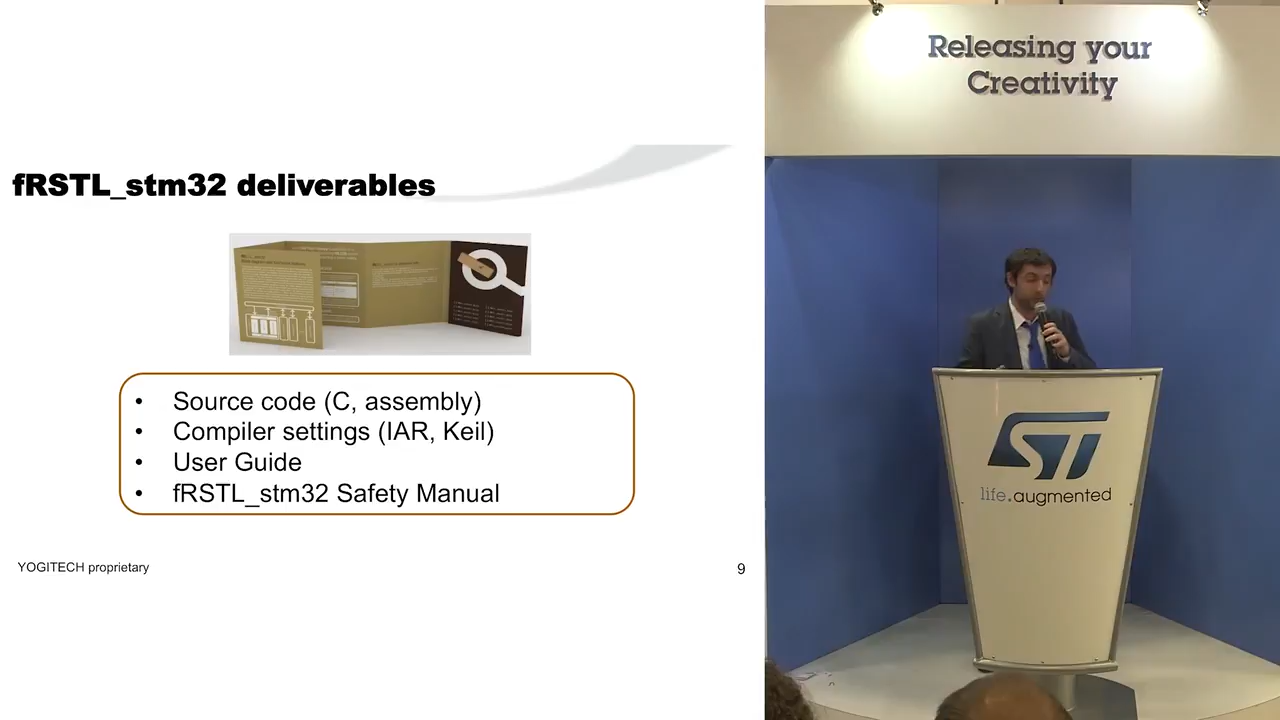 fRSTL_stm32 deliverables
• Source code (C, assembly)
• Compiler settings (IAR, Keil)
• User Guide
• fRSTL_stm32 Safety Manual
YOGITECH proprietary
9
Releasing your
Creativity
ST
life.augmented